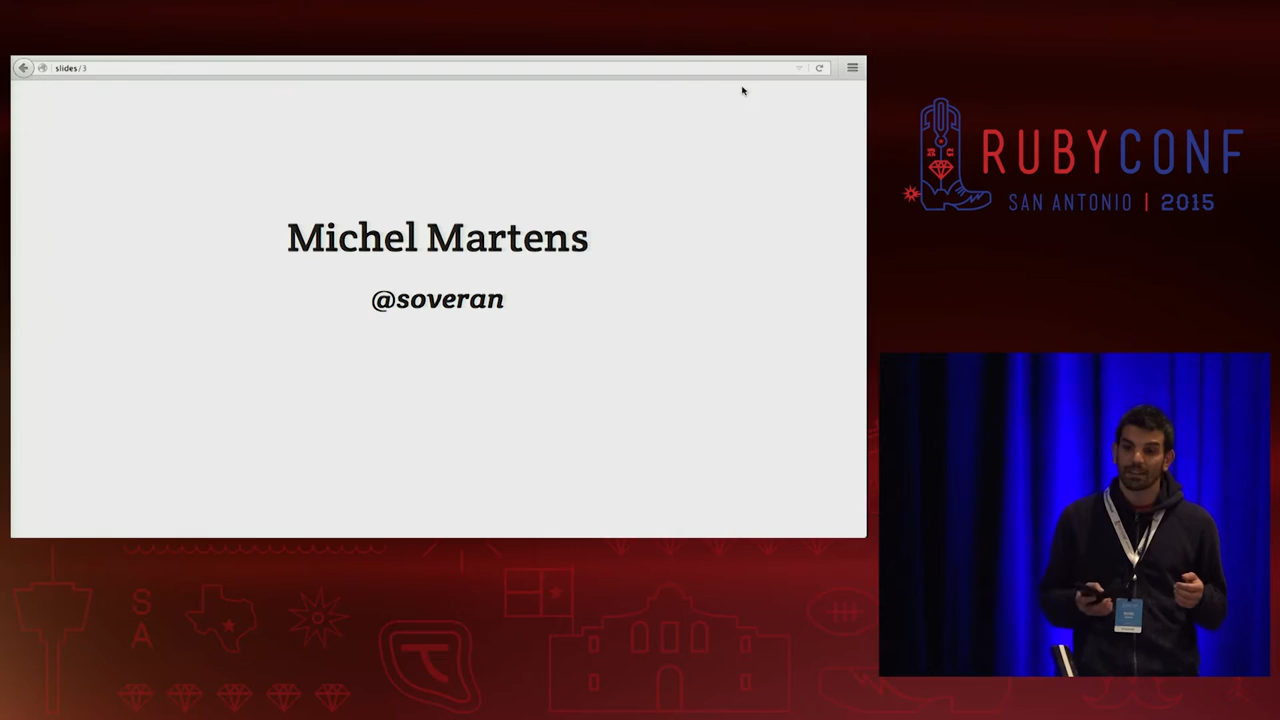 slides/3
Michel Martens
@soveran
RUBYCONF
SAN ANTONIO | 2015
S
A